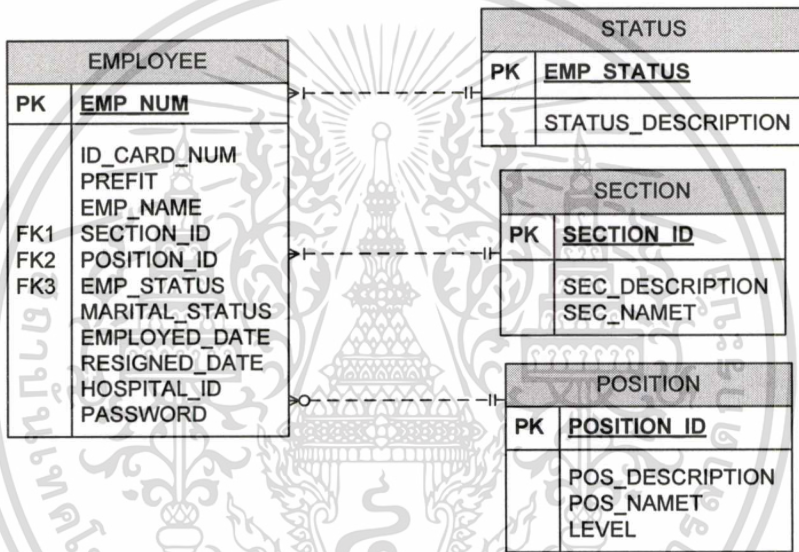 EMPLOYEE
PK EMP_NUM
ID_CARD_NUM
PREFIT
EMP_NAME
FK1 SECTION_ID
FK2 POSITION_ID
FK3 EMP_STATUS
MARITAL_STATUS
EMPLOYED_DATE
RESIGNED_DATE
HOSPITAL_ID
PASSWORD
STATUS
PK EMP_STATUS
STATUS_DESCRIPTION
SECTION
PK SECTION_ID
SEC_DESCRIPTION
SEC_NAMET
POSITION
PK POSITION_ID
POS_DESCRIPTION
POS_NAMET
LEVEL